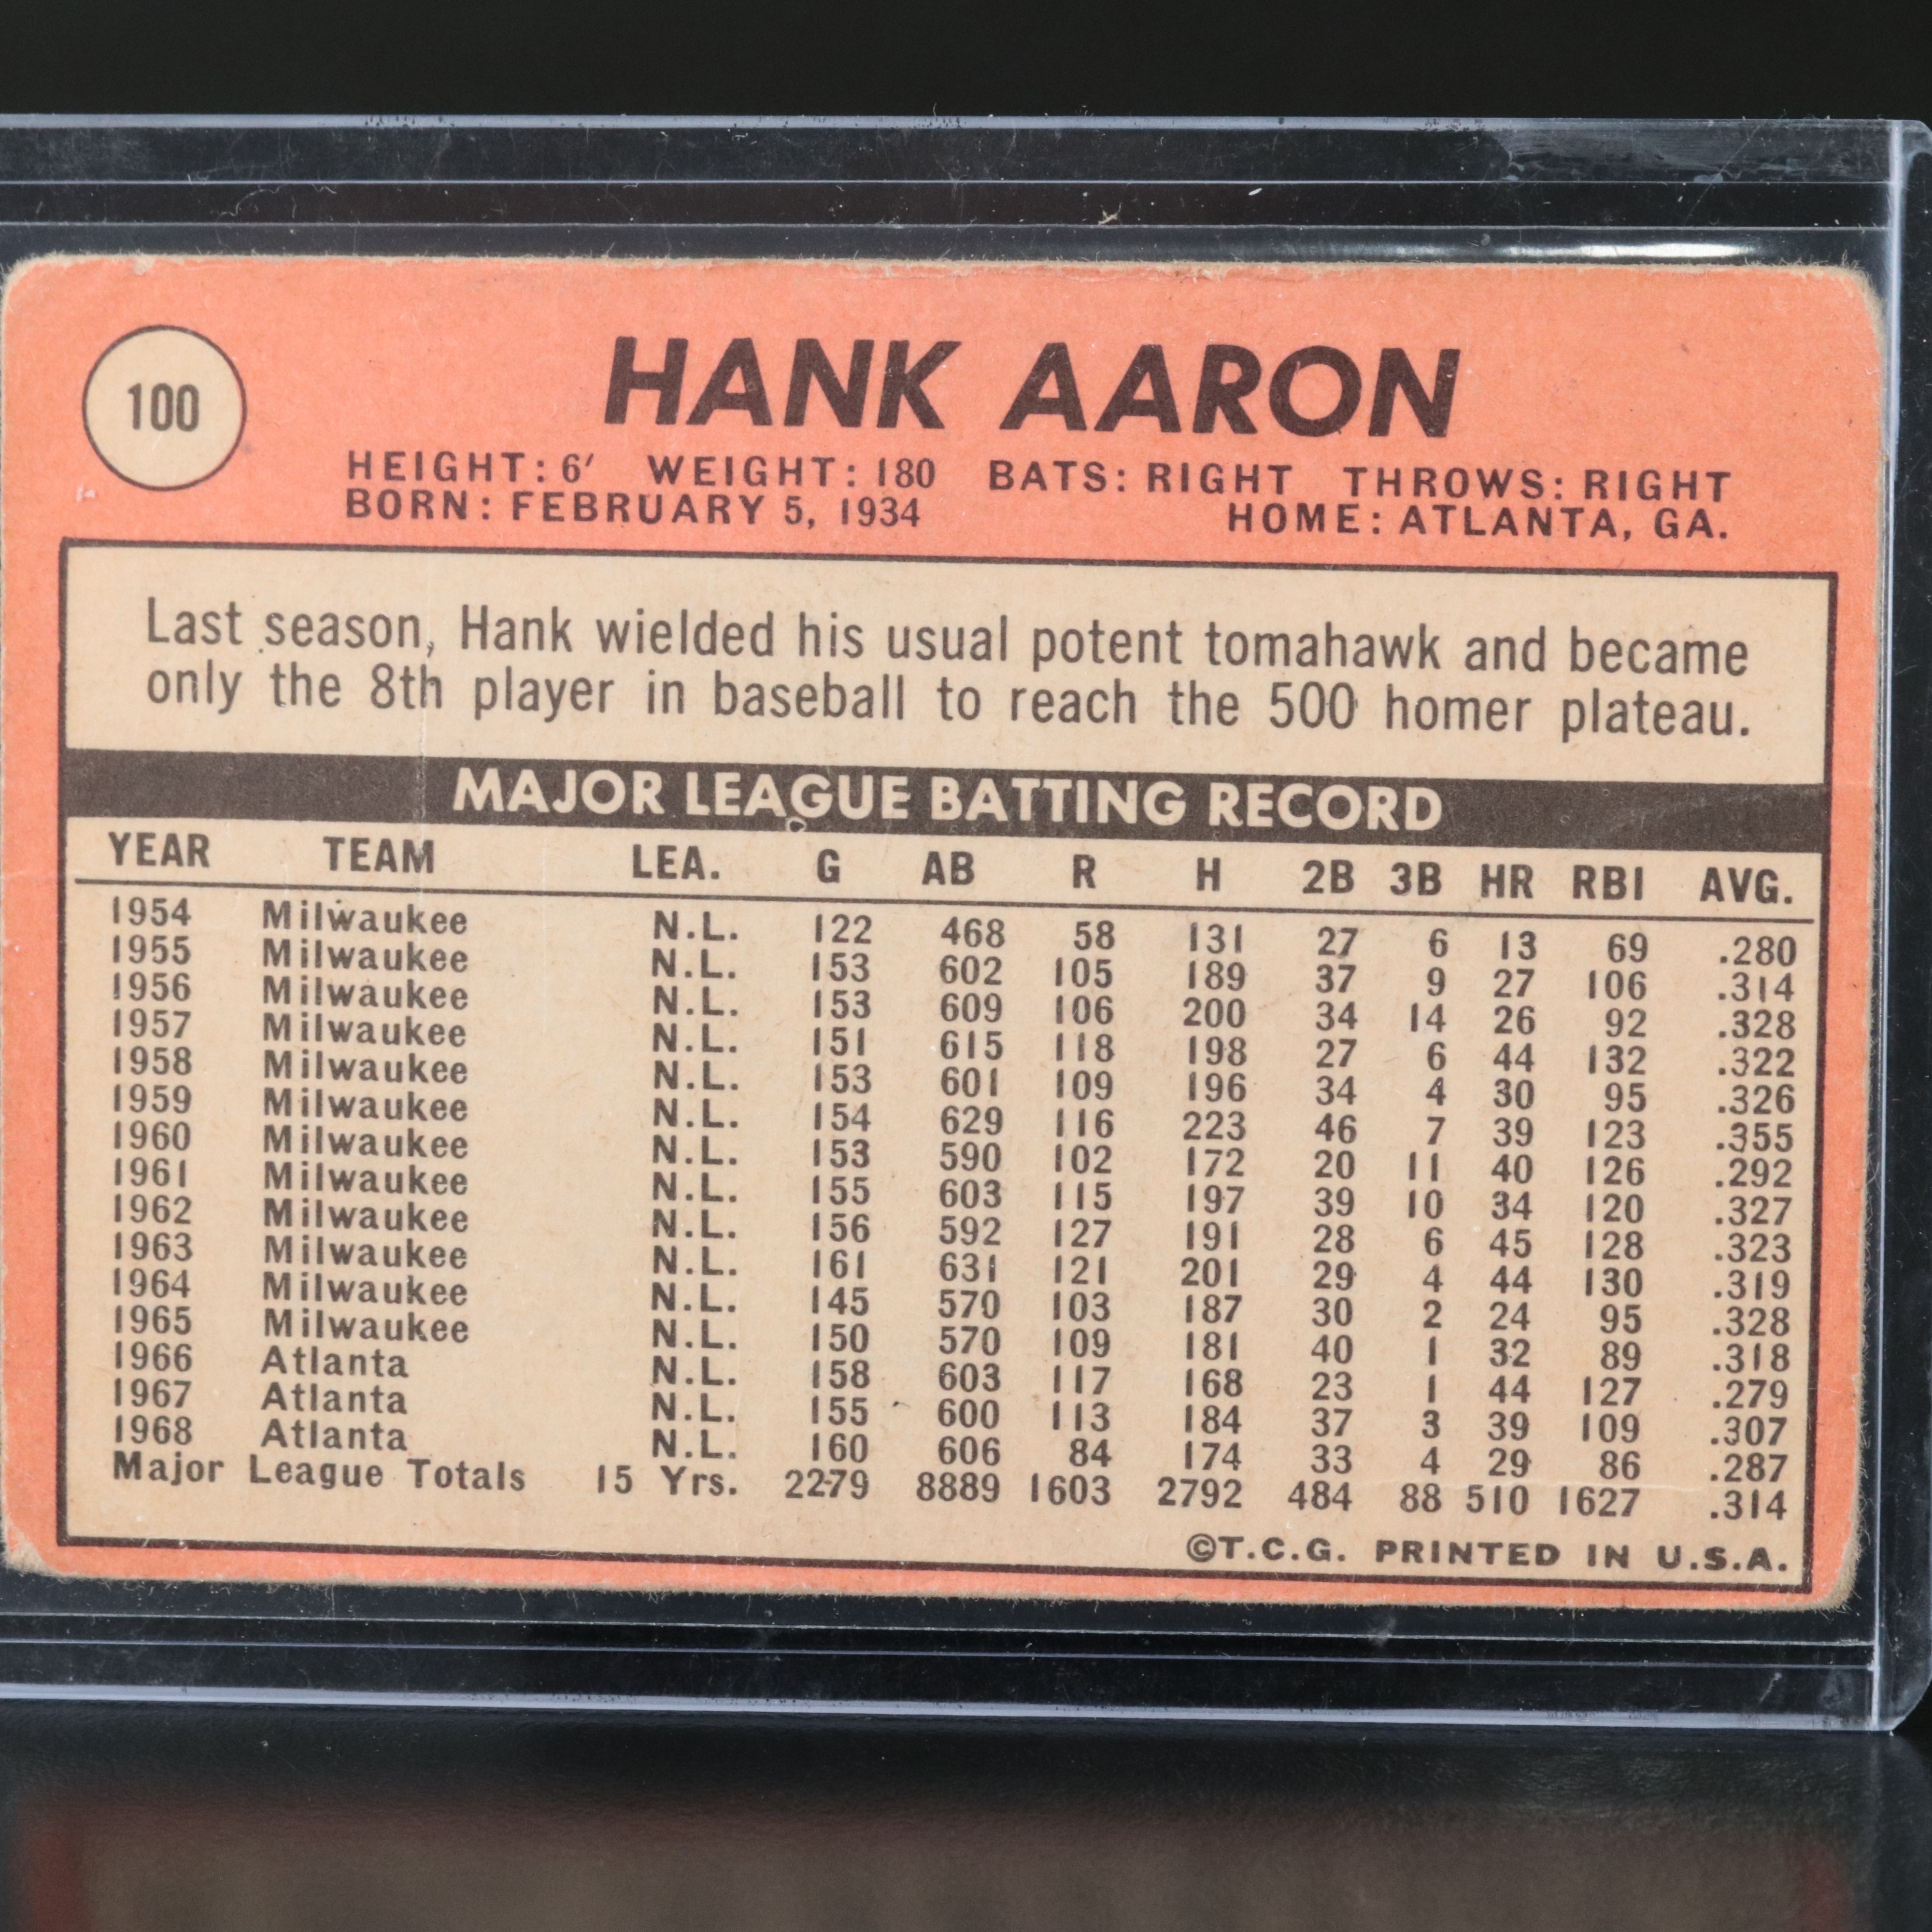 100
HANK AARON
HEIGHT: 6' WEIGHT: 180 BATS: RIGHT THROWS: RIGHT
BORN: FEBRUARY 5, 1934 HOME: ATLANTA, GA.
Last season, Hank wielded his usual potent tomahawk and became
only the 8th player in baseball to reach the 500 homer plateau.
MAJOR LEAGUE BATTING RECORD
YEAR TEAM LEA. G AB R H 2B 3B HR RBI AVG.
1954 Milwaukee N.L. 122 468 58 131 27 6 13 69 .280
1955 Milwaukee N.L. 153 602 105 189 37 9 27 106 .314
1956 Milwaukee N.L. 153 609 106 200 34 14 26 92 .328
1957 Milwaukee N.L. 151 615 118 198 27 6 44 132 .322
1958 Milwaukee N.L. 153 601 109 196 34 4 30 95 .326
1959 Milwaukee N.L. 154 629 116 223 46 7 39 123 .355
1960 Milwaukee N.L. 153 590 102 172 20 11 40 126 .292
1961 Milwaukee N.L. 155 603 115 197 39 10 34 120 .327
1962 Milwaukee N.L. 156 592 127 191 28 6 45 128 .323
1963 Milwaukee N.L. 161 631 121 201 29 4 44 130 .319
1964 Milwaukee N.L. 145 570 103 187 30 2 24 95 .328
1965 Milwaukee N.L. 150 570 109 181 40 1 32 89 .318
1966 Atlanta N.L. 158 603 117 168 23 1 44 127 .279
1967 Atlanta N.L. 155 600 113 184 37 3 39 109 .307
1968 Atlanta N.L. 160 606 84 174 33 4 29 86 .287
Major League Totals 15 Yrs. 2279 8889 1603 2792 484 88 510 1627 .314
©T.C.G. PRINTED IN U.S.A.